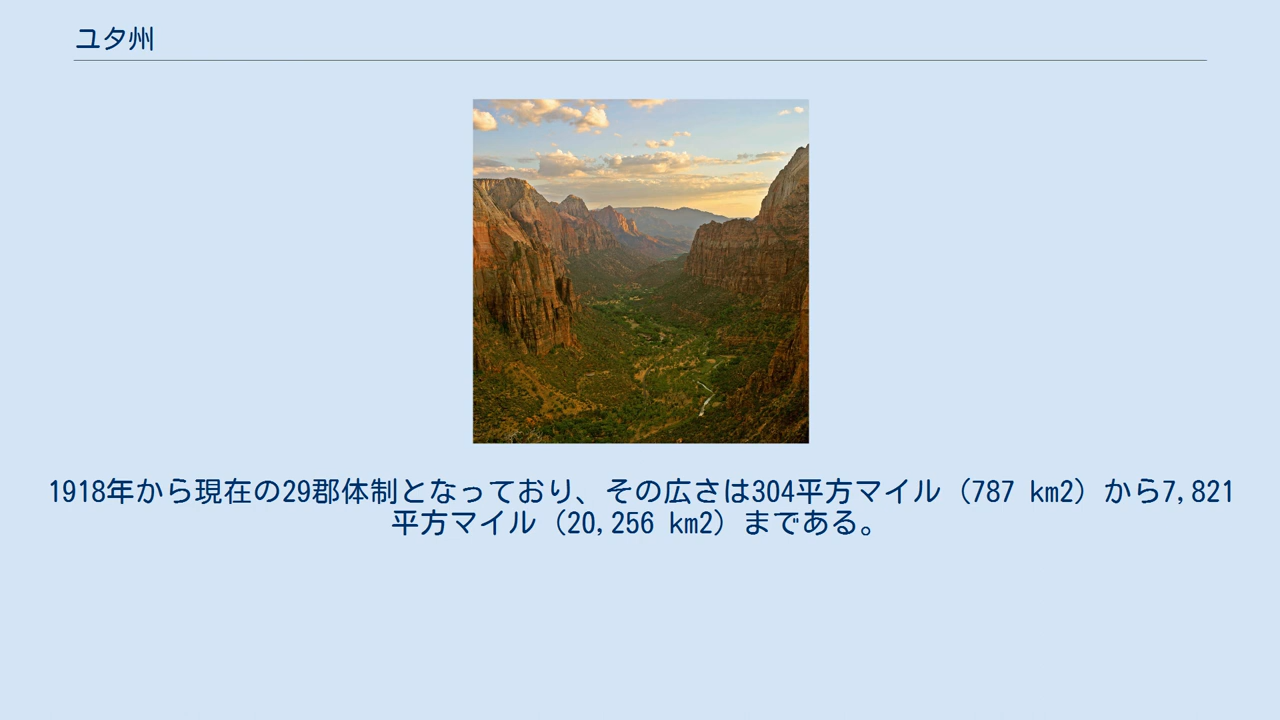 ユタ州
1918年から現在の29郡体制となっており、その広さは304平方マイル（787 km2）から7,821
平方マイル（20,256 km2）まである。